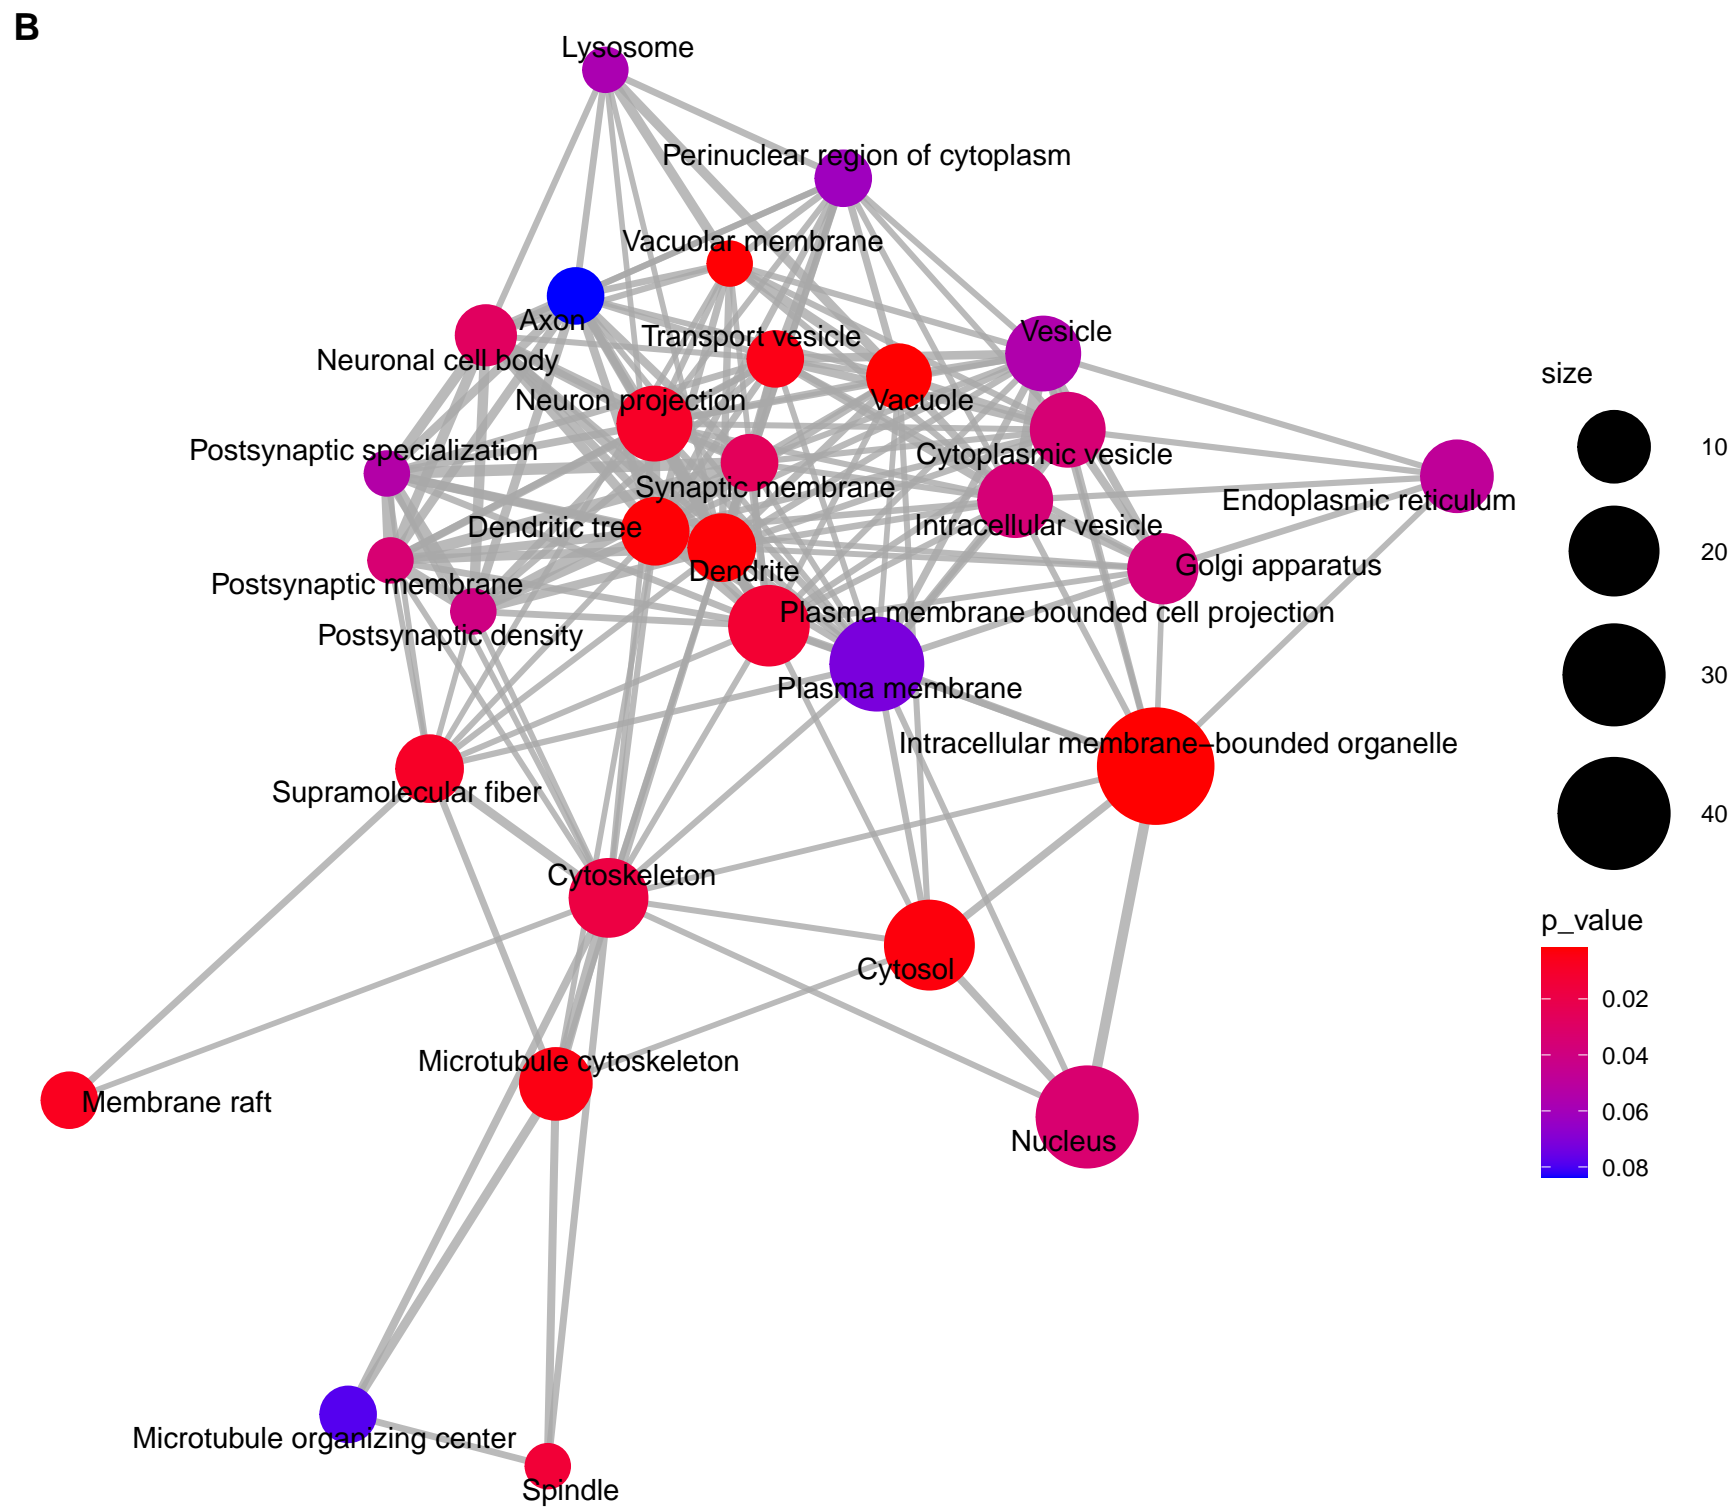 B
Lysosome
Perinuclear region of cytoplasm
Vacuolar membrane
Axon
Transport vesicle
Vesicle
Neuronal cell body
size
Neuron projection
Vacuole
Postsynaptic specialization
Cytoplasmic vesicle
10
Synaptic membrane
Endoplasmic reticulum
Dendritic tree
Intracellular vesicle
20
Dendrite
Golgi apparatus
Postsynaptic membrane
Plasma membrane bounded cell projection
Postsynaptic density
30
Plasma membrane
Intracellular membrane−bounded organelle
Supramolecular fiber
40
Cytoskeleton
p_value
Cytosol
0.02
0.04
Microtubule cytoskeleton
Membrane raft
0.06
Nucleus
0.08
Microtubule organizing center
Spindle